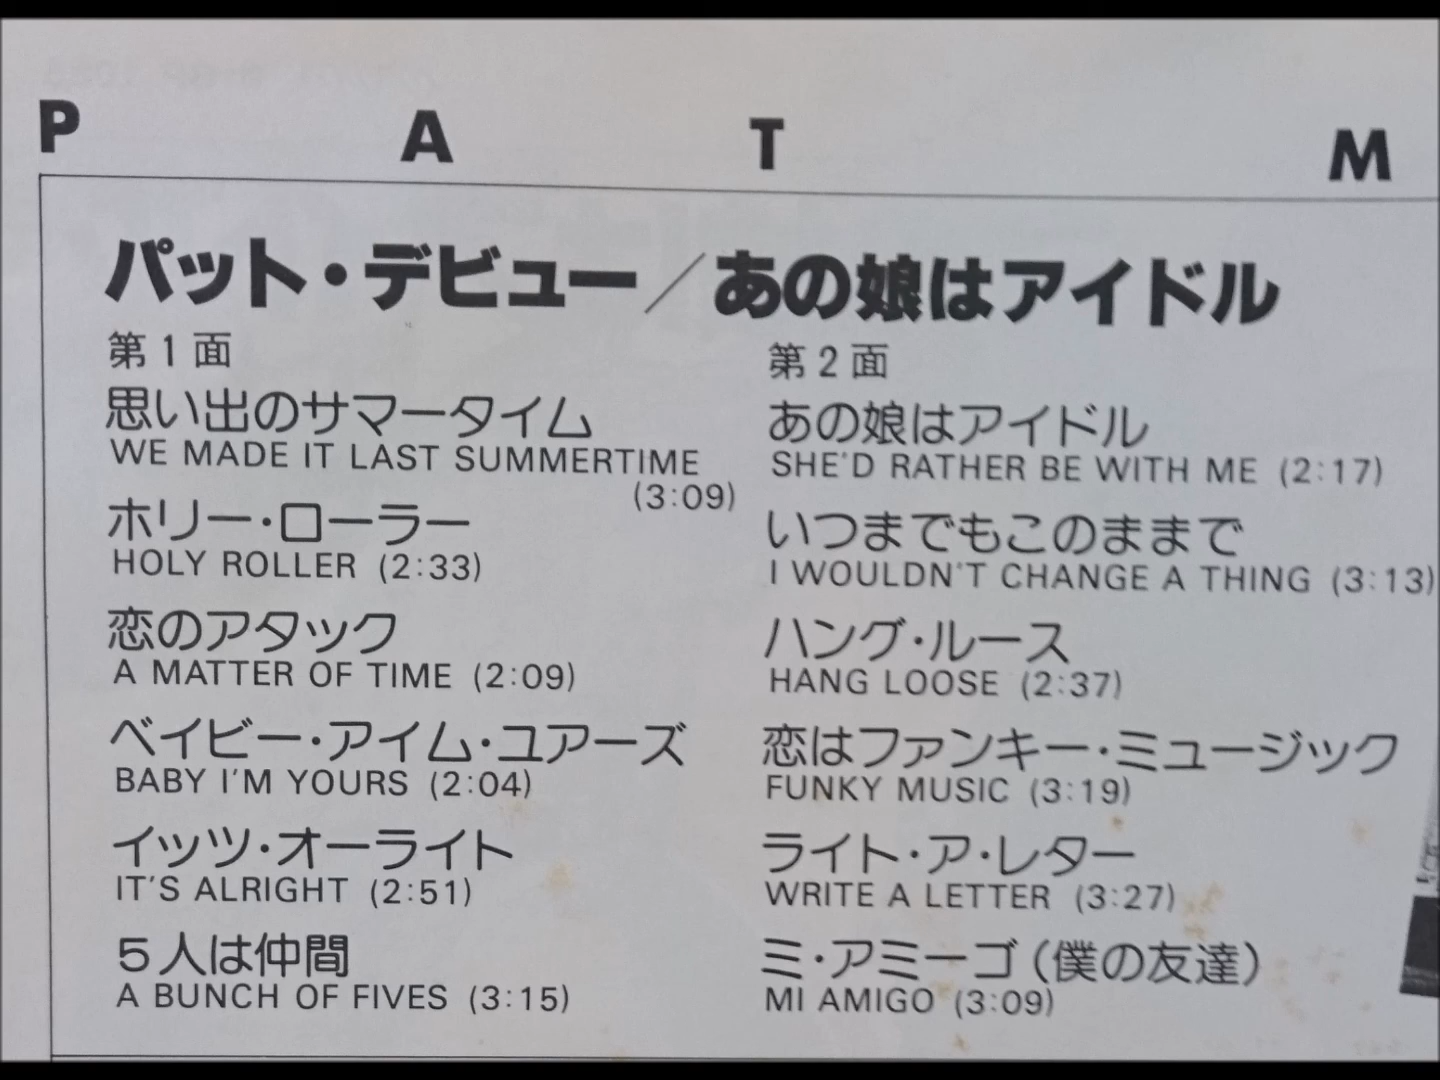 P A T M
パット・デビュー／あの娘はアイドル
第1面
思い出のサマータイム
WE MADE IT LAST SUMMERTIME
(3:09)
ホリー・ローラー
HOLY ROLLER (2:33)
恋のアタック
A MATTER OF TIME (2:09)
ベイビー・アイム・ユアーズ
BABY I'M YOURS (2:04)
イッツ・オーライト
IT'S ALRIGHT (2:51)
5人は仲間
A BUNCH OF FIVES (3:15)
第2面
あの娘はアイドル
SHE'D RATHER BE WITH ME (2:17)
いつまでもこのままで
I WOULDN'T CHANGE A THING (3:13)
ハング・ルース
HANG LOOSE (2:37)
恋はファンキー・ミュージック
FUNKY MUSIC (3:19)
ライト・ア・レター
WRITE A LETTER (3:27)
ミ・アミーゴ(僕の友達)
MI AMIGO (3:09)